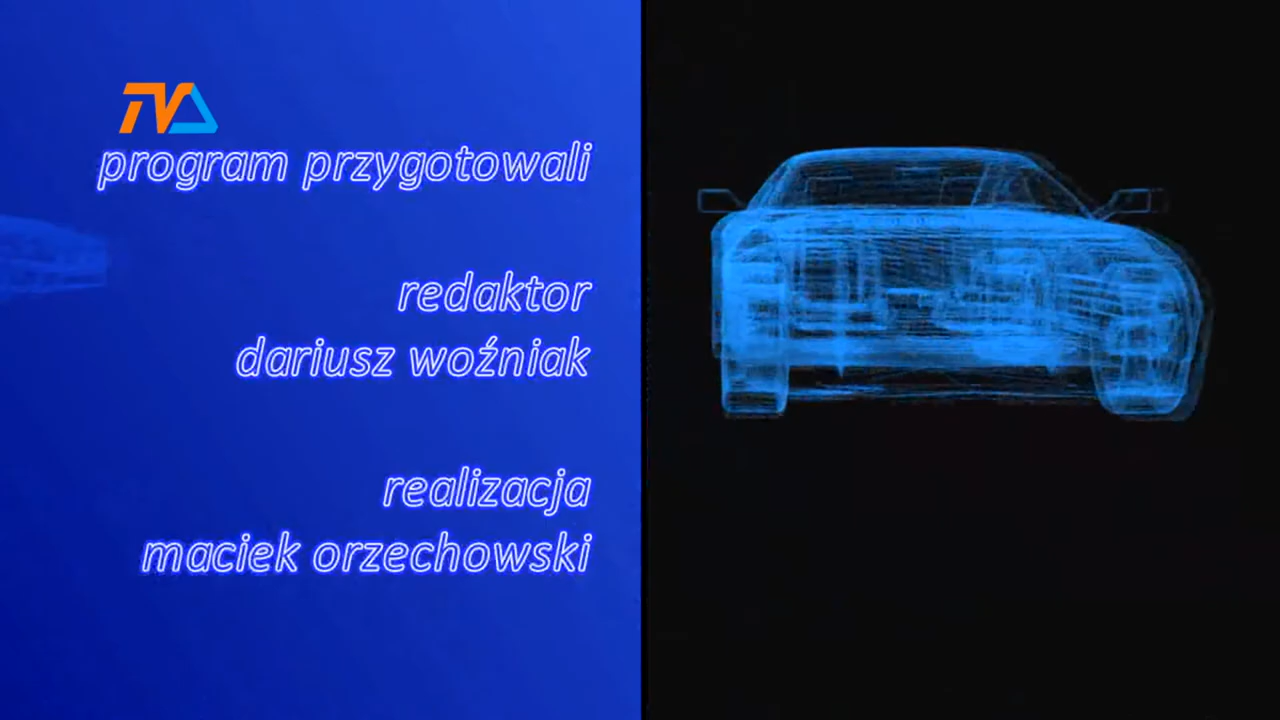 TVA
program przygotowali
redaktor
dariusz woźniak
realizacja
maciek orzechowski